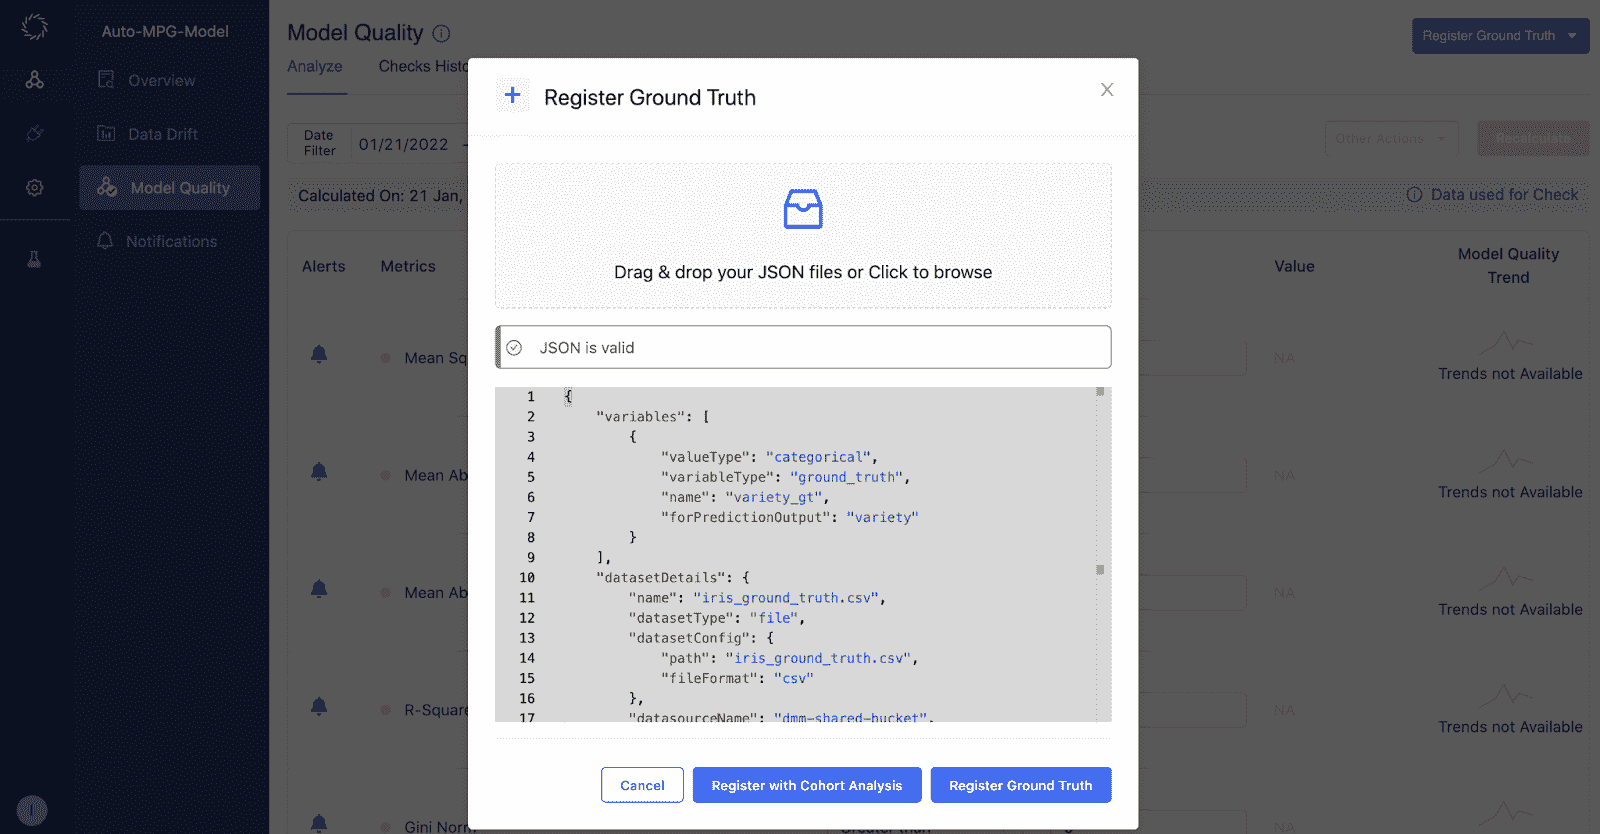 Auto-MPG-Model
Overview
Data Drift
Model Quality
Notifications
Model Quality
Register Ground Truth
Analyze
Checks Histo
Date
Filter
01/21/2022
Other Actions
Recalculate
Calculated On: 21 Jan,
Data used for Check
Alerts
Metrics
Value
Model Quality
Trend
Mean Sq
NA
Trends not Available
Mean Ab
NA
Trends not Available
Mean Ab
NA
Trends not Available
R-Square
NA
Trends not Available
Gini Norm
Greater than
NA
Register Ground Truth
Drag & drop your JSON files or Click to browse
JSON is valid
1 {
2 "variables": [
3 {
4 "valueType": "categorical",
5 "variableType": "ground_truth",
6 "name": "variety_gt",
7 "forPredictionOutput": "variety"
8 }
9 ],
10 "datasetDetails": {
11 "name": "iris_ground_truth.csv",
12 "datasetType": "file",
13 "datasetConfig": {
14 "path": "iris_ground_truth.csv",
15 "fileFormat": "csv"
16 },
17 "datasourceName": "dmm-shared-bucket",
Cancel
Register with Cohort Analysis
Register Ground Truth